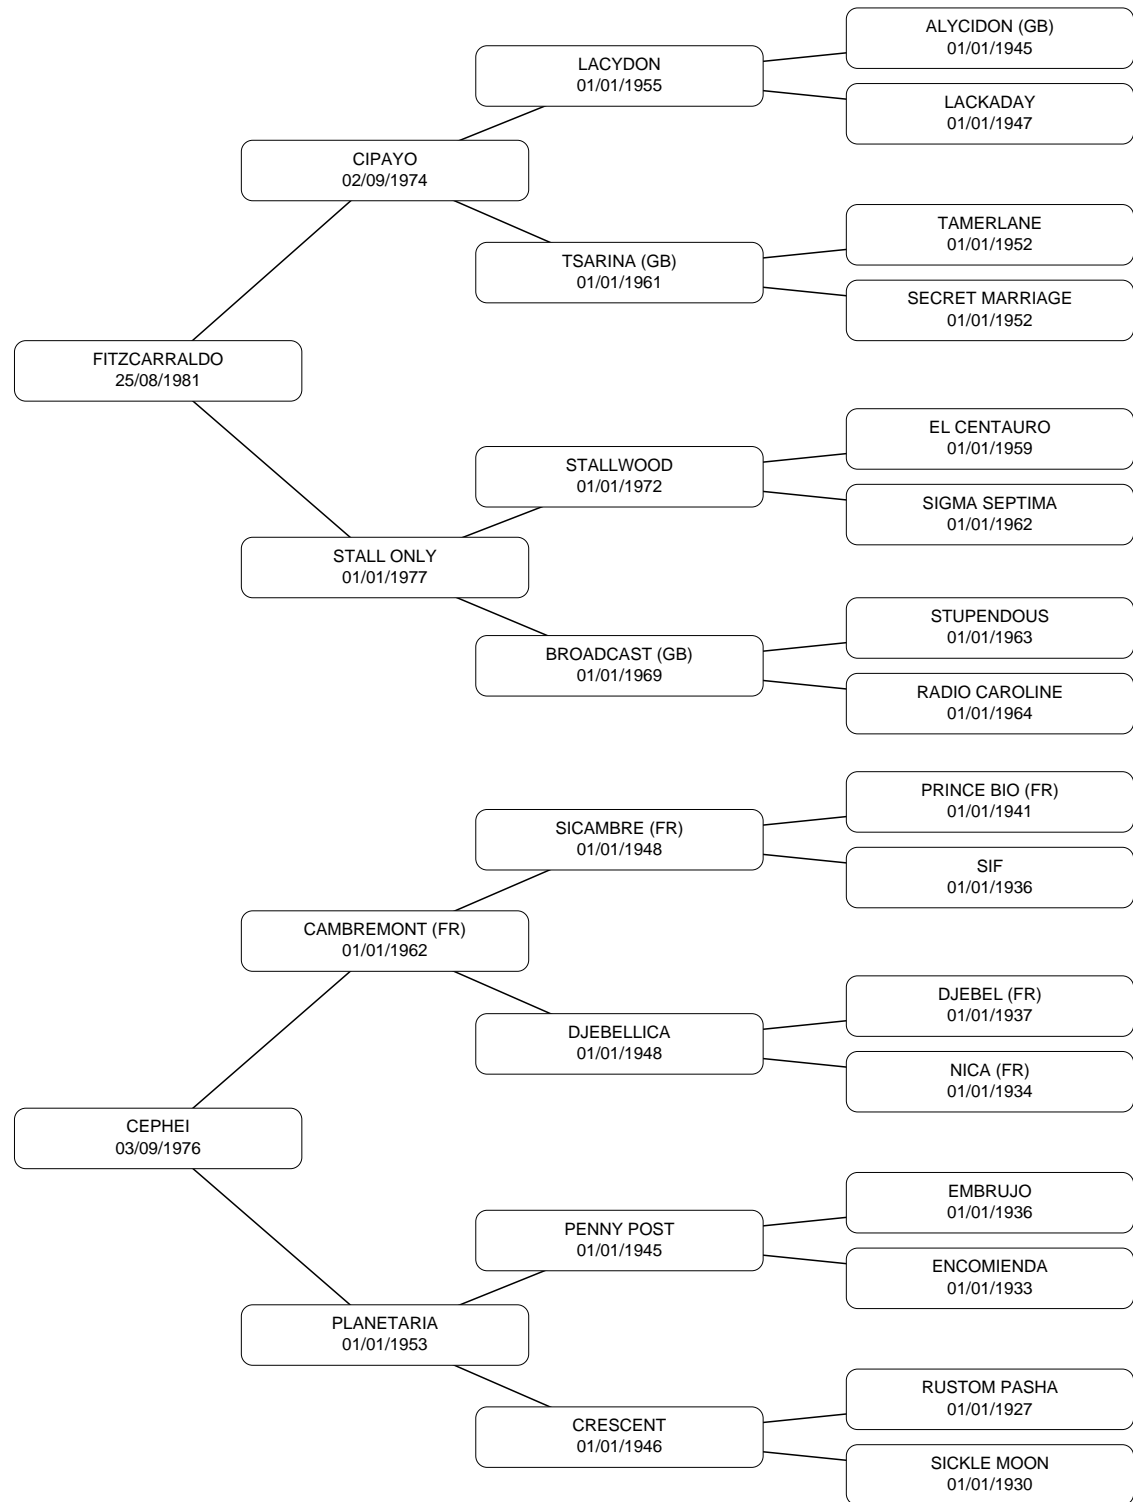 ALYCIDON (GB)
01/01/1945
LACYDON
01/01/1955
LACKADAY
01/01/1947
CIPAYO
02/09/1974
TAMERLANE
01/01/1952
TSARINA (GB)
01/01/1961
SECRET MARRIAGE
01/01/1952
FITZCARRALDO
25/08/1981
EL CENTAURO
01/01/1959
STALLWOOD
01/01/1972
SIGMA SEPTIMA
01/01/1962
STALL ONLY
01/01/1977
STUPENDOUS
01/01/1963
BROADCAST (GB)
01/01/1969
RADIO CAROLINE
01/01/1964
PRINCE BIO (FR)
01/01/1941
SICAMBRE (FR)
01/01/1948
SIF
01/01/1936
CAMBREMONT (FR)
01/01/1962
DJEBEL (FR)
01/01/1937
DJEBELLICA
01/01/1948
NICA (FR)
01/01/1934
CEPHEI
03/09/1976
EMBRUJO
01/01/1936
PENNY POST
01/01/1945
ENCOMIENDA
01/01/1933
PLANETARIA
01/01/1953
RUSTOM PASHA
01/01/1927
CRESCENT
01/01/1946
SICKLE MOON
01/01/1930